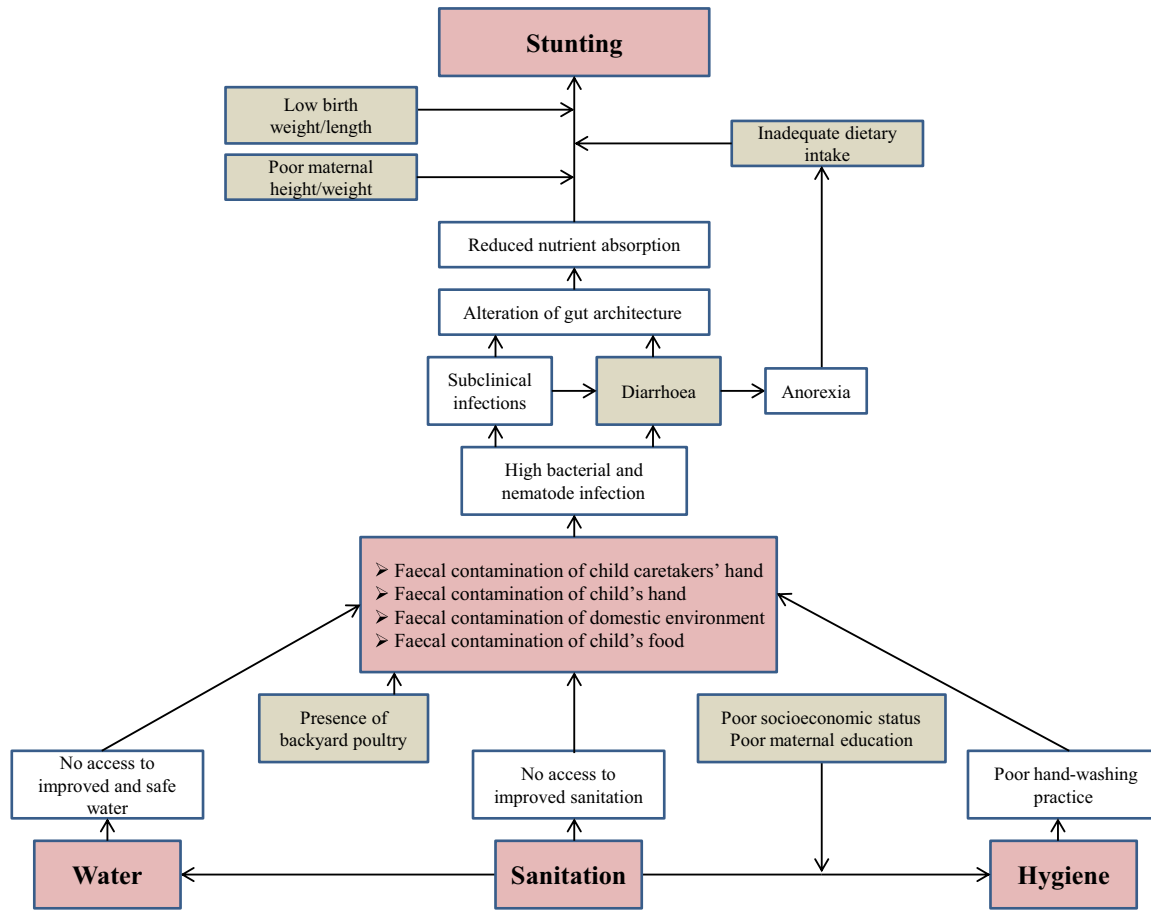 Stunting
Low birth
weight/length
Inadequate dietary
intake
Poor maternal
height/weight
Reduced nutrient absorption
Alteration of gut architecture
Subclinical
infections
Diarrhoea
Anorexia
High bacterial and
nematode infection
➢ Faecal contamination of child caretakers’ hand
➢ Faecal contamination of child’s hand
➢ Faecal contamination of domestic environment
➢ Faecal contamination of child’s food
Presence of
backyard poultry
Poor socioeconomic status
Poor maternal education
No access to
improved and safe
water
No access to
improved sanitation
Poor hand-washing
practice
Water
Sanitation
Hygiene